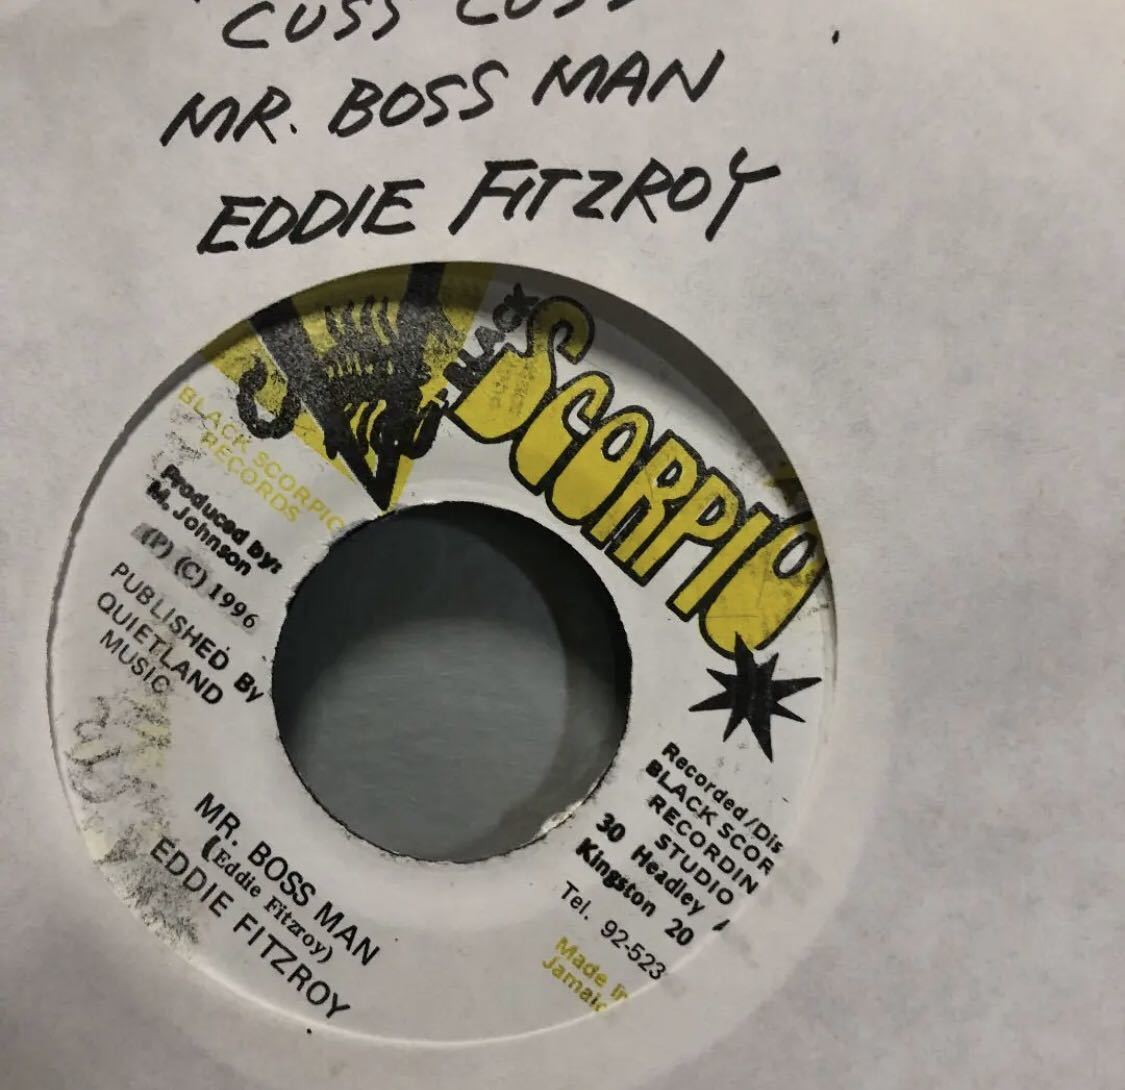 CUSS CUSS
MR. BOSS MAN
EDDIE FITZROY
BLACK
SCORPIO
BLACK SCORPIO
RECORDS
Produced by:
M. Johnson
(P) (C) 1996
PUBLISHED By
QUIETLAND
MUSIC
Recorded/Dis
BLACK SCOR
RECORDIN
STUDIO
30 Headley A
Kingston 20
Tel. 92-523
Made In
Jamaic
MR. BOSS MAN
(Eddie Fitzroy)
EDDIE FITZROY